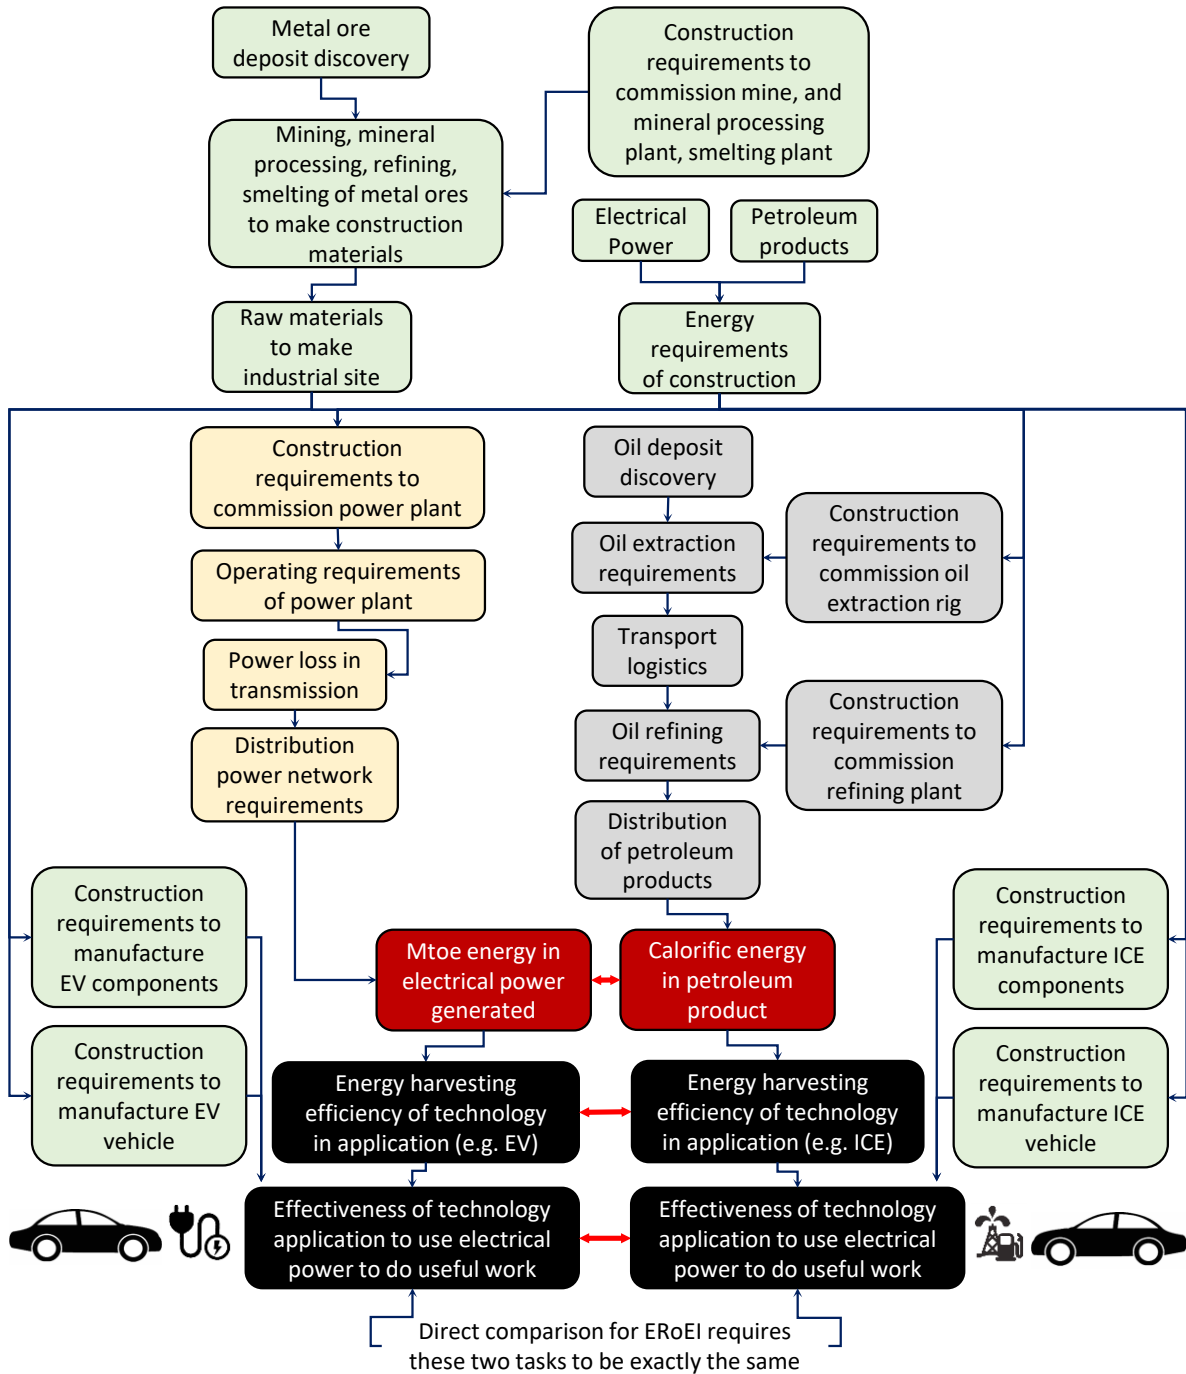 Metal ore
deposit discovery
Construction
requirements to
commission mine, and
mineral processing
plant, smelting plant
Mining, mineral
processing, refining,
smelting of metal ores
to make construction
materials
Electrical
Power
Petroleum
products
Raw materials
to make
industrial site
Energy
requirements
of construction
Construction
requirements to
commission power plant
Operating requirements
of power plant
Power loss in
transmission
Distribution
power network
requirements
Oil deposit
discovery
Oil extraction
requirements
Construction
requirements to
commission oil
extraction rig
Transport
logistics
Oil refining
requirements
Construction
requirements to
commission
refining plant
Distribution
of petroleum
products
Construction
requirements to
manufacture
EV components
Construction
requirements to
manufacture EV
vehicle
Mtoe energy in
electrical power
generated
Calorific energy
in petroleum
product
Construction
requirements to
manufacture ICE
components
Construction
requirements to
manufacture ICE
vehicle
Energy harvesting
efficiency of technology
in application (e.g. EV)
Energy harvesting
efficiency of technology
in application (e.g. ICE)
Effectiveness of technology
application to use electrical
power to do useful work
Effectiveness of technology
application to use electrical
power to do useful work
Direct comparison for ERoEI requires
these two tasks to be exactly the same